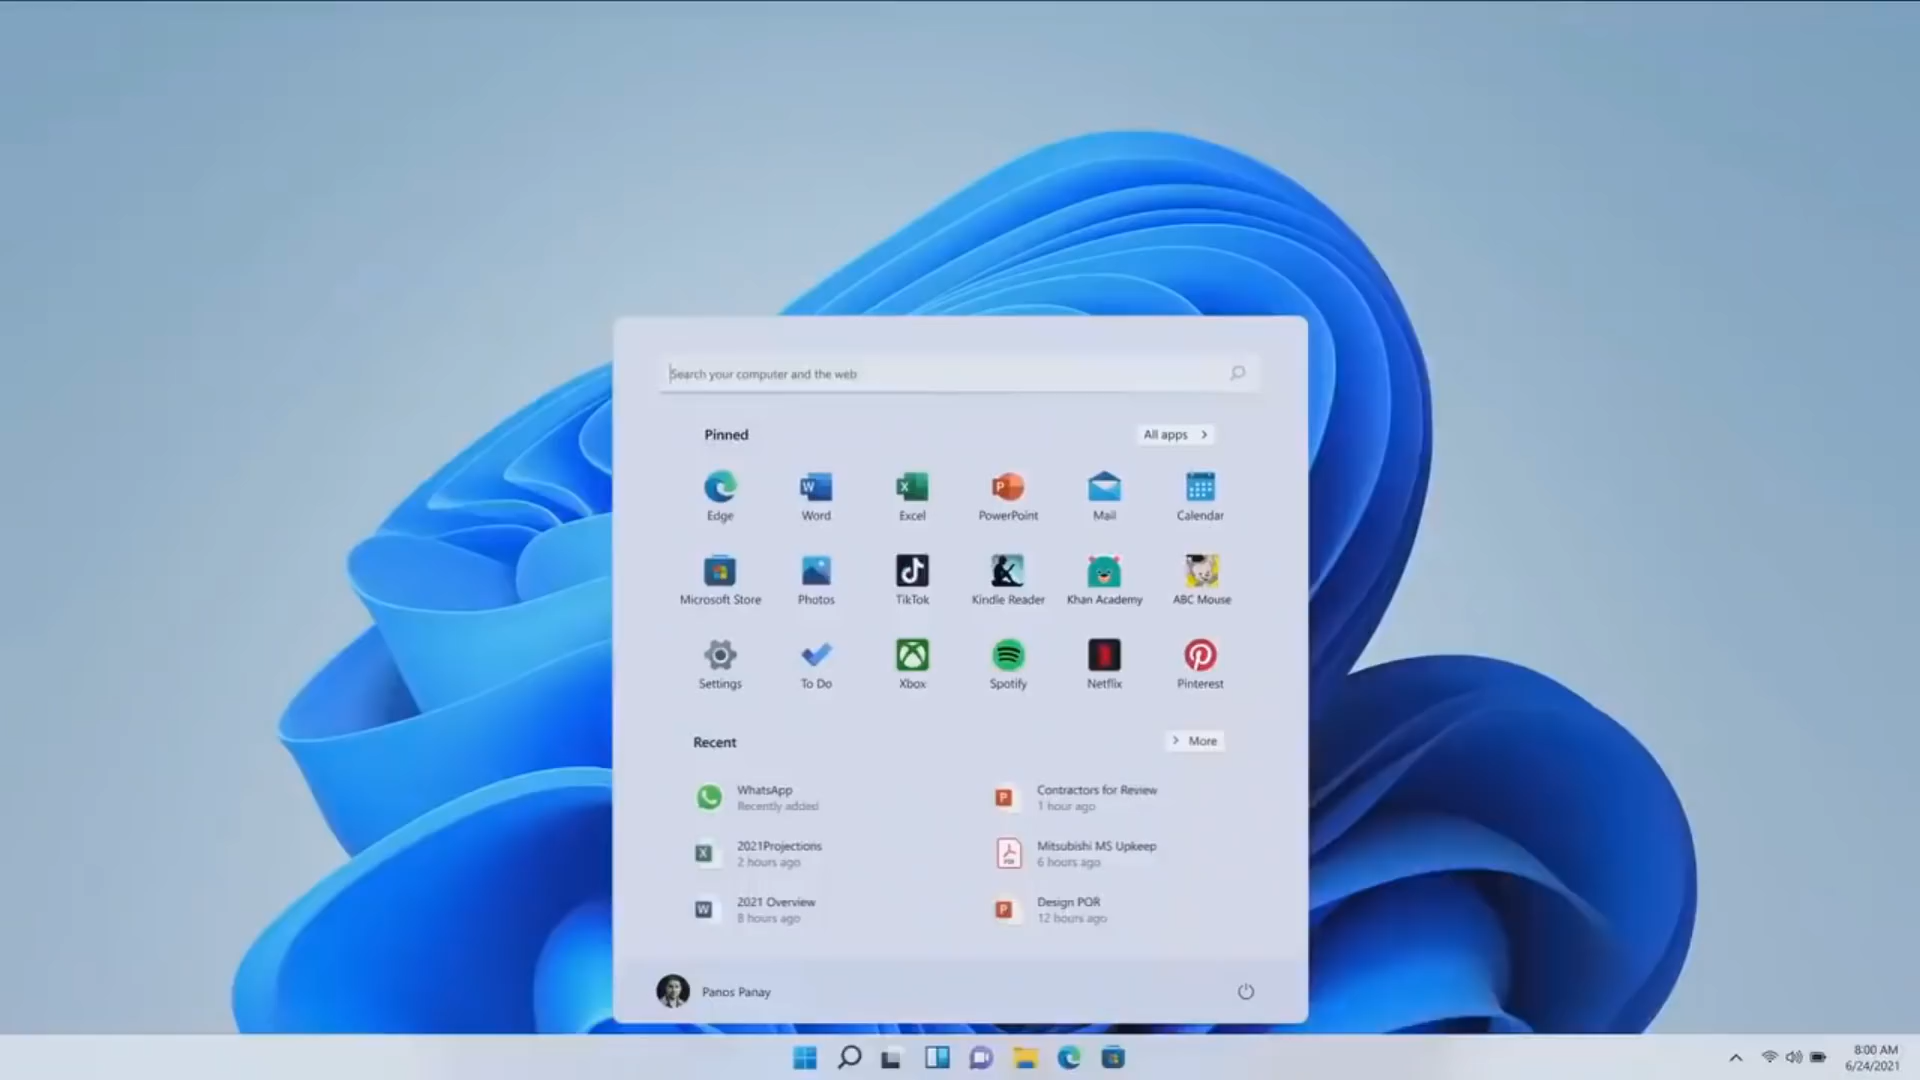 Search your computer and the web
Pinned
All apps
Edge
Word
Excel
PowerPoint
Mail
Calendar
Microsoft Store
Photos
TikTok
Kindle Reader
Khan Academy
ABC Mouse
Settings
To Do
Xbox
Spotify
Netflix
Pinterest
Recent
More
WhatsApp
Recently added
Contractors for Review
1 hour ago
2021Projections
2 hours ago
Mitsubishi MS Upkeep
6 hours ago
2021 Overview
8 hours ago
Design POR
12 hours ago
Panos Panay
8:00 AM
6/24/2021